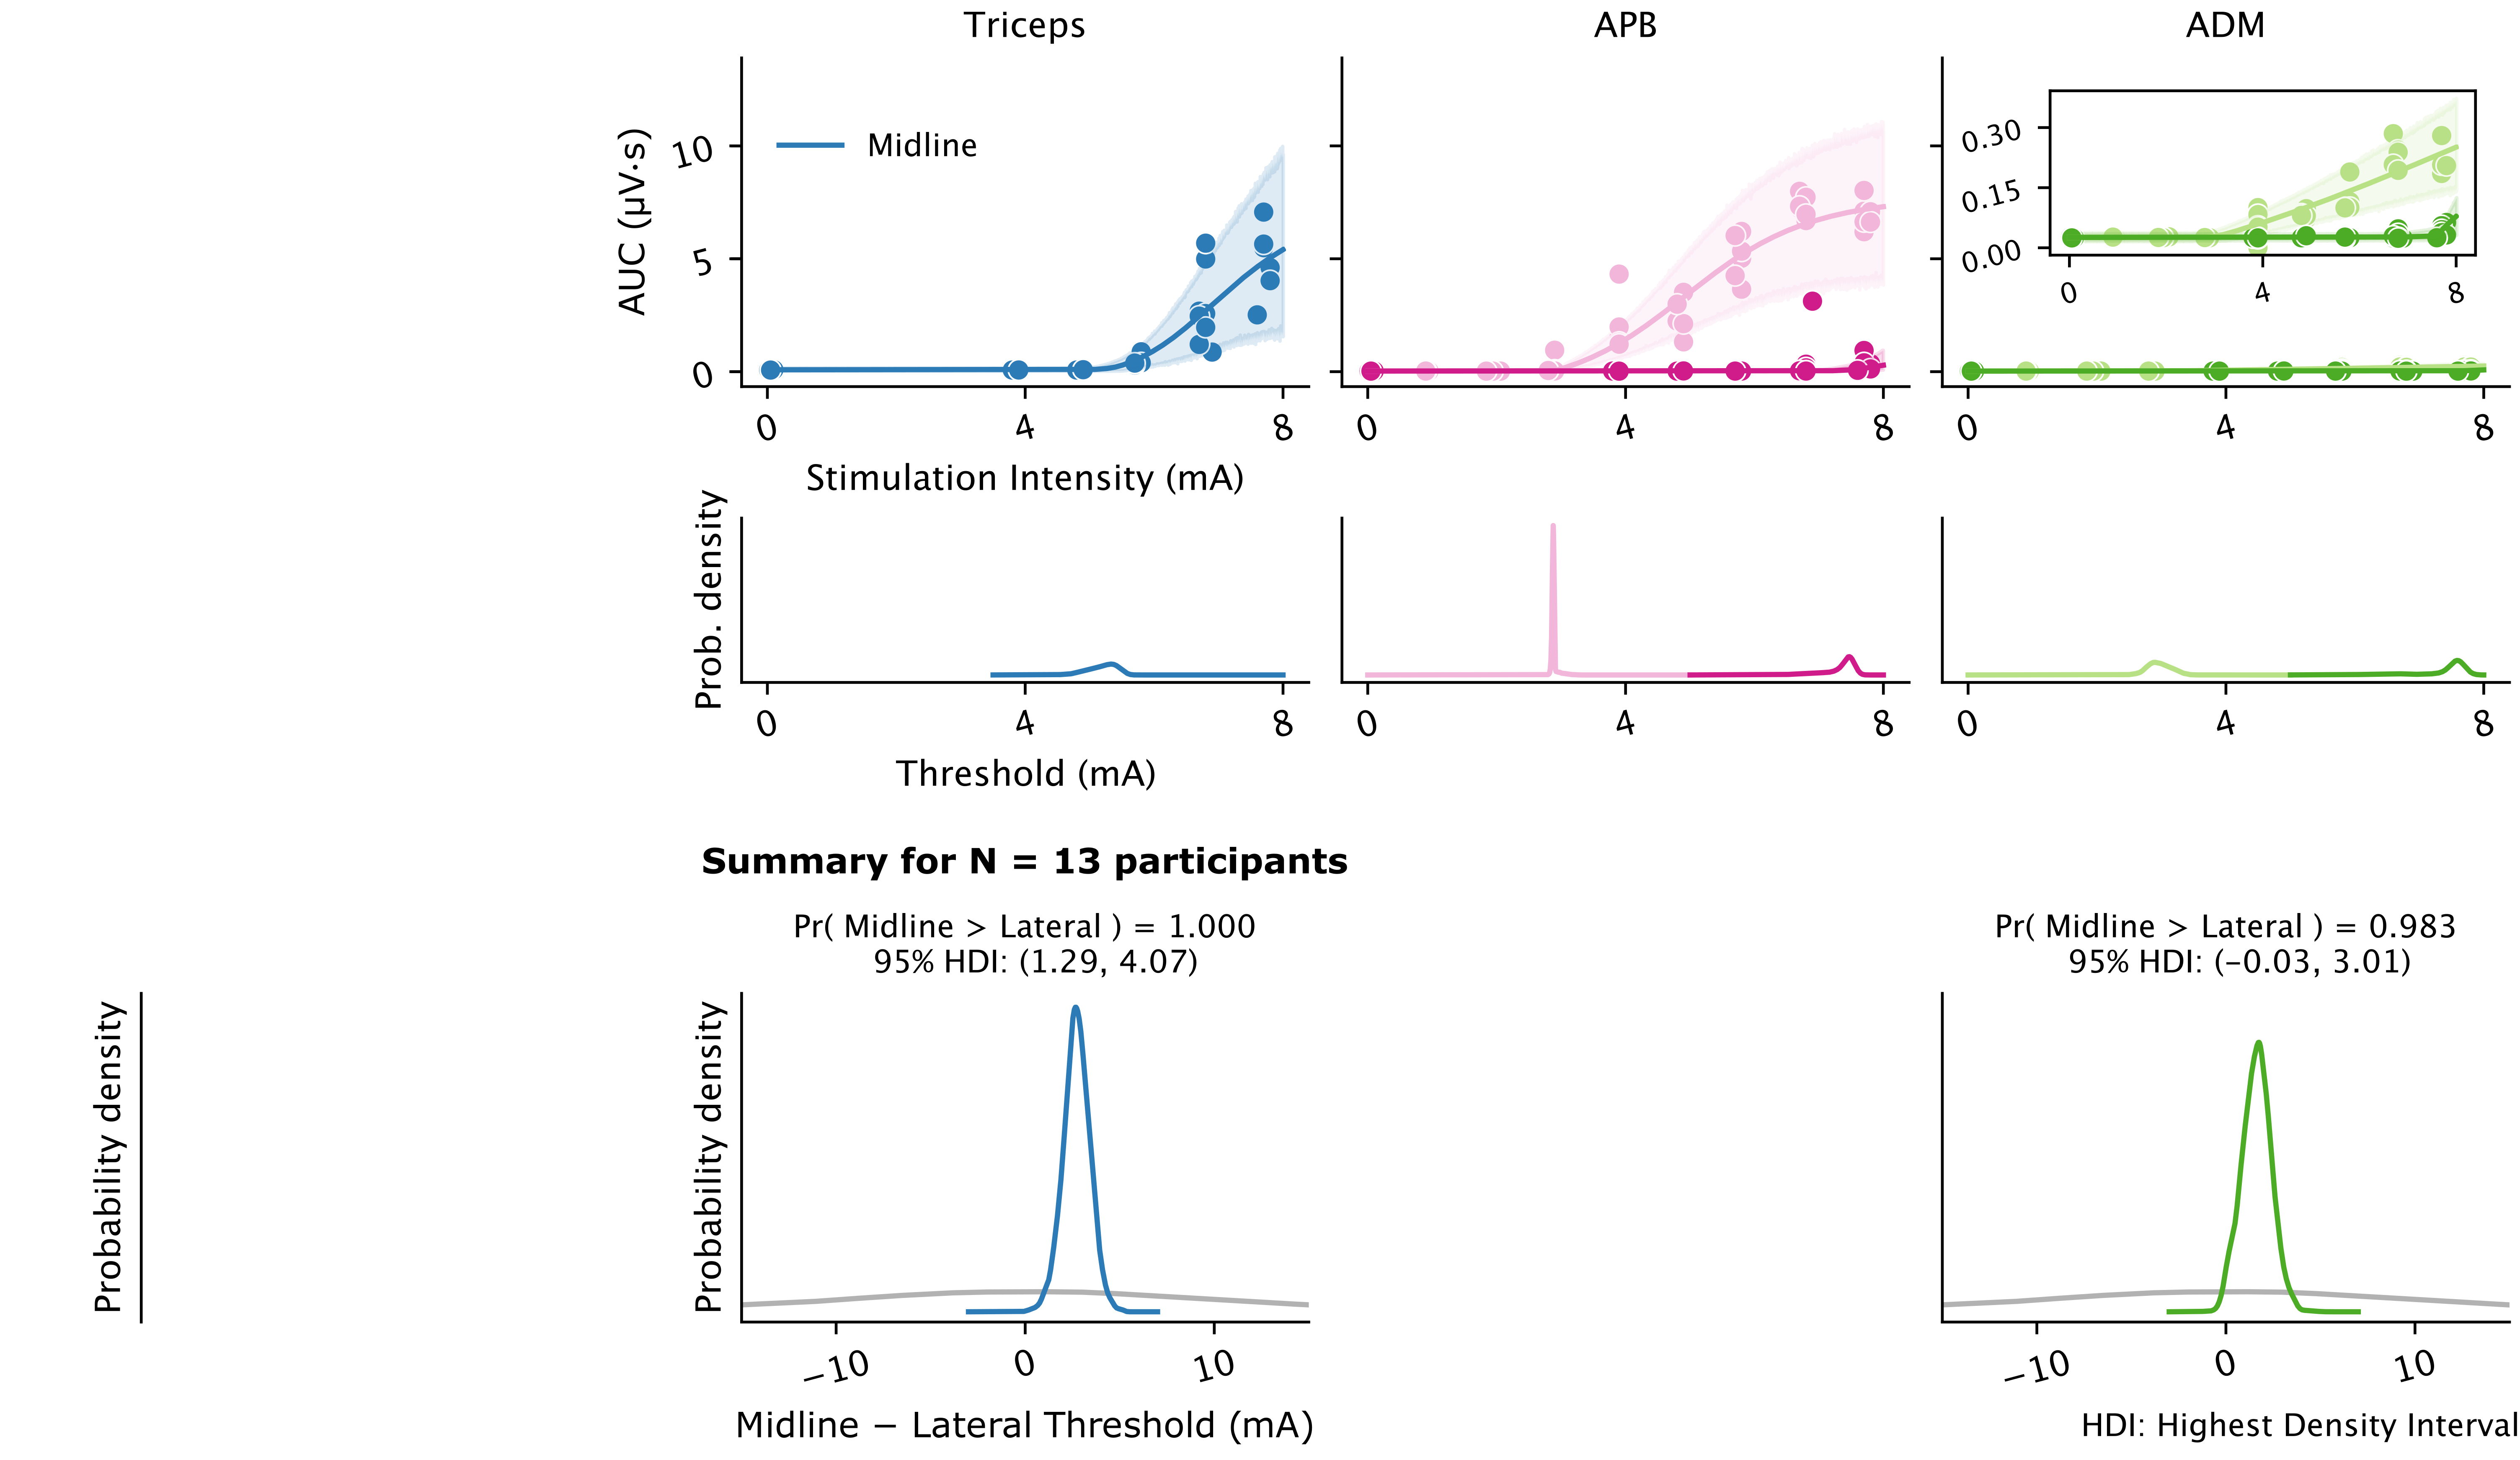 Triceps
APB
ADM
AUC (μV·s)
10
5
0
Midline
0.30
0.15
0.00
0
4
8
0
4
8
0
4
8
0
4
8
Stimulation Intensity (mA)
Prob. density
0
4
8
0
4
8
0
4
8
Threshold (mA)
Summary for N = 13 participants
Pr( Midline > Lateral ) = 1.000
95% HDI: (1.29, 4.07)
Pr( Midline > Lateral ) = 0.983
95% HDI: (−0.03, 3.01)
Probability density
Probability density
−10
0
10
−10
0
10
Midline − Lateral Threshold (mA)
HDI: Highest Density Interval